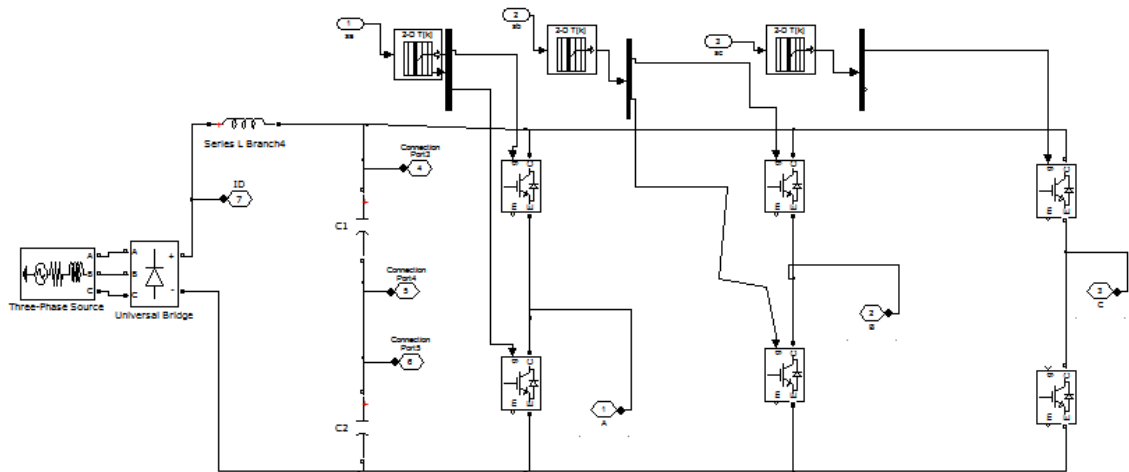 1
sa
2-D T[k]
2
sb
2-D T[k]
3
sc
2-D T[k]
Series L Branch4
Connection
Port3
4
g C
E
g C
E
g C
E
ID
7
C1
A
B
C
Three-Phase Source
A
B
C
+
-
Universal Bridge
Connection
Port4
5
Connection
Port5
6
C2
g C
E
g C
E
g C
E
1
A
2
B
3
C